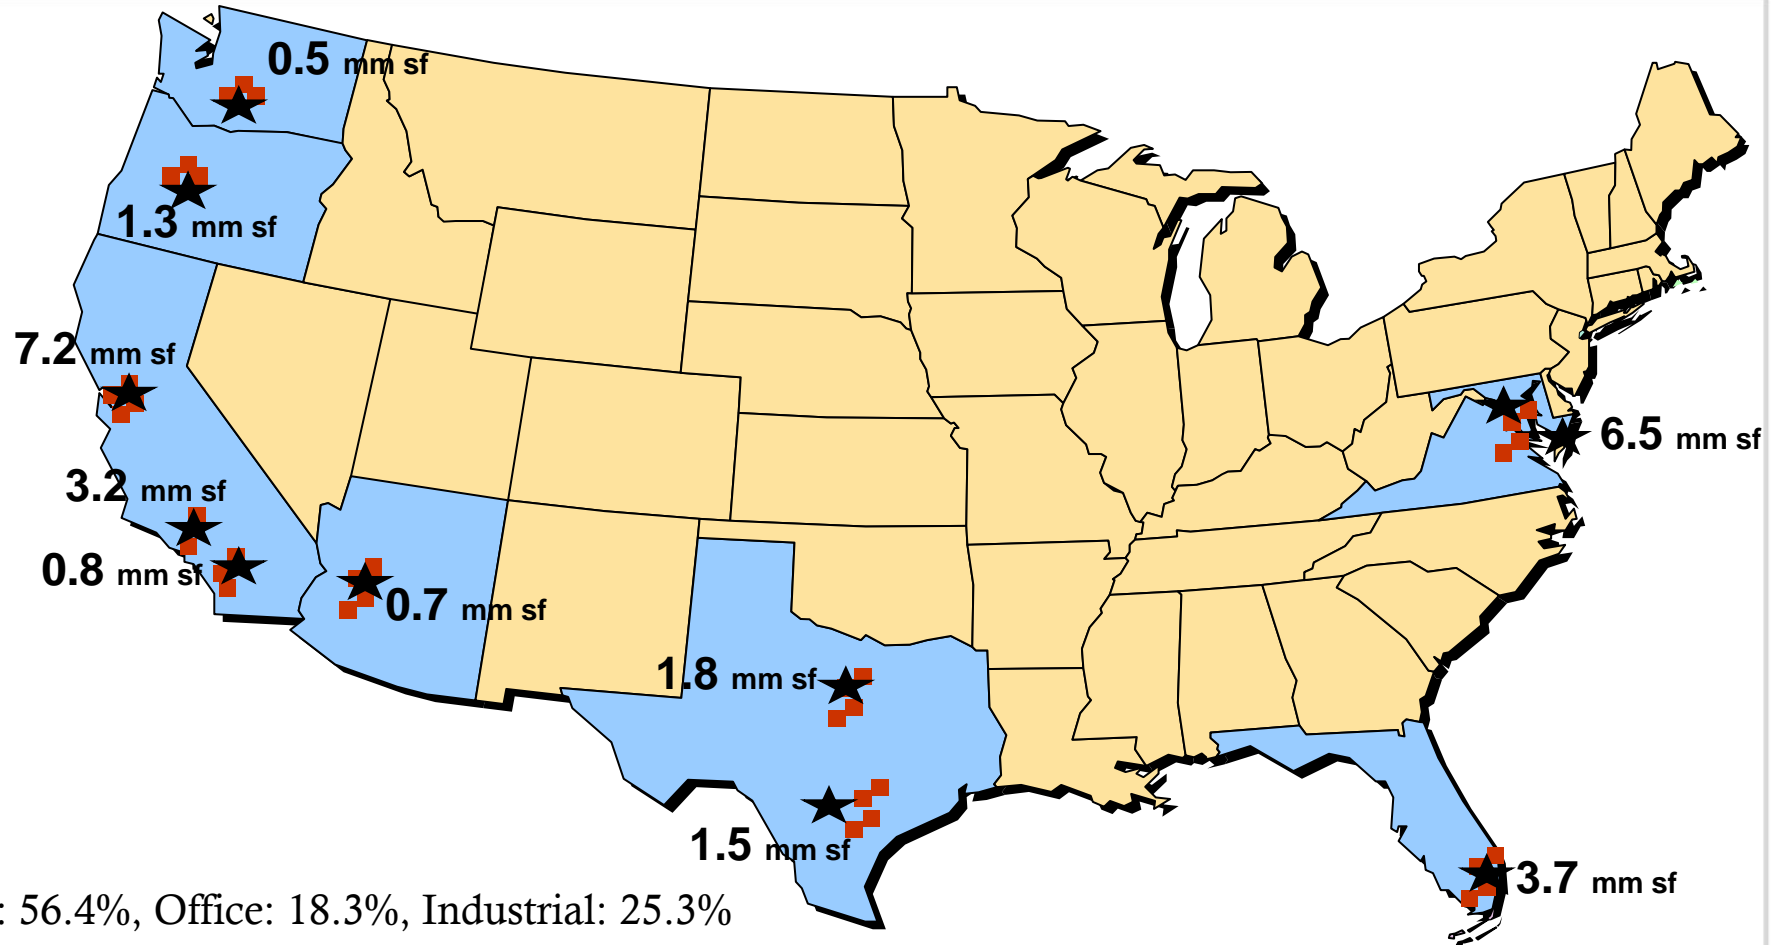 0.5 mm sf
1.3 mm sf
7.2 mm sf
6.5 mm sf
3.2 mm sf
0.8 mm sf
0.7 mm sf
1.8 mm sf
1.5 mm sf
3.7 mm sf
: 56.4%, Office: 18.3%, Industrial: 25.3%